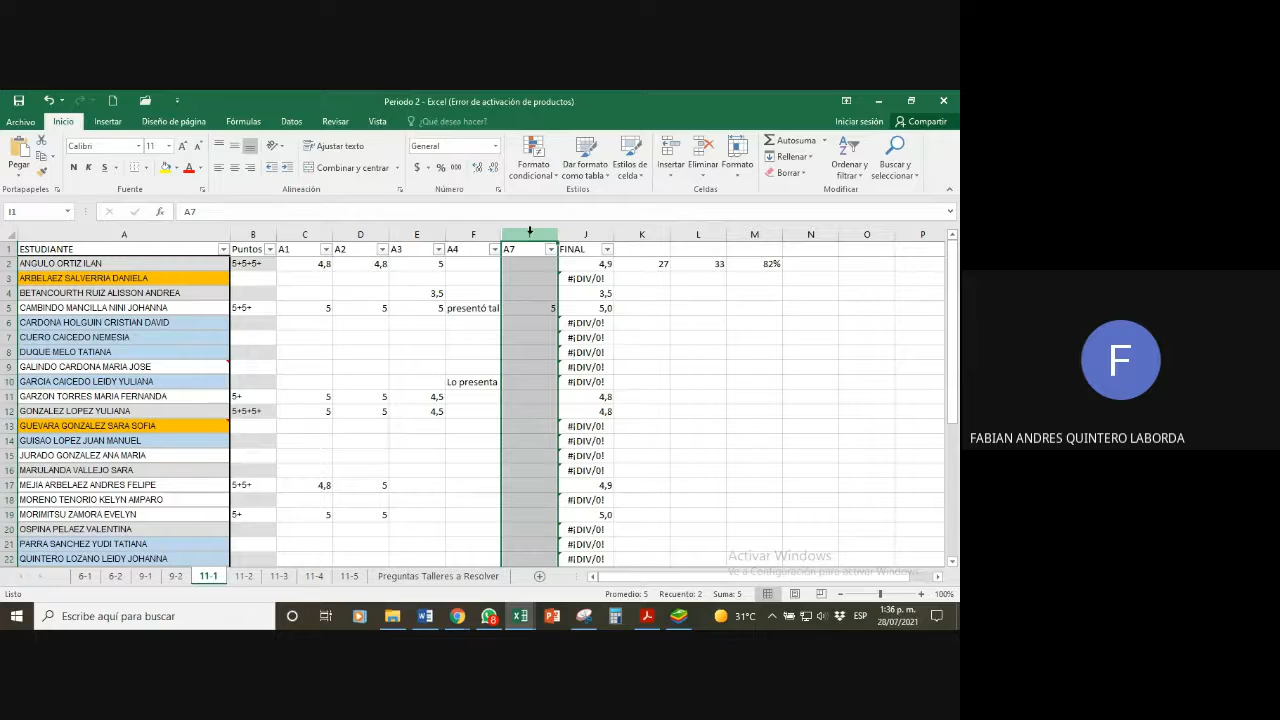 Periodo 2 - Excel (Error de activación de productos)
Archivo Inicio Insertar Diseño de página Fórmulas Datos Revisar Vista ¿Qué desea hacer? Iniciar sesión Compartir
Pegar Calibri 11 Ajustar texto General Formato condicional Dar formato como tabla Estilos de celda Insertar Eliminar Formato Autosuma Ordenar y filtrar Buscar y seleccionar
N K S A Combinar y centrar $ % 000 Rellenar
Borrar
Portapapeles Fuente Alineación Número Estilos Celdas Modificar
I1 fx A7
A B C D E F J K L M N O P
1 ESTUDIANTE Puntos A1 A2 A3 A4 A7 FINAL
2 ANGULO ORTIZ ILAN 5+5+5+ 4,8 4,8 5 4,9 27 33 82%
3 ARBELAEZ SALVERRIA DANIELA #¡DIV/0!
4 BETANCOURTH RUIZ ALISSON ANDREA 3,5 3,5
5 CAMBINDO MANCILLA NINI JOHANNA 5+5+ 5 5 5 presentó tal 5 5,0
6 CARDONA HOLGUIN CRISTIAN DAVID #¡DIV/0!
7 CUERO CAICEDO NEMESIA #¡DIV/0!
8 DUQUE MELO TATIANA #¡DIV/0!
9 GALINDO CARDONA MARIA JOSE #¡DIV/0!
10 GARCIA CAICEDO LEIDY YULIANA Lo presenta #¡DIV/0!
11 GARZON TORRES MARIA FERNANDA 5+ 5 5 4,5 4,8
12 GONZALEZ LOPEZ YULIANA 5+5+5+ 5 5 4,5 4,8
13 GUEVARA GONZALEZ SARA SOFIA #¡DIV/0!
14 GUISAO LOPEZ JUAN MANUEL #¡DIV/0!
15 JURADO GONZALEZ ANA MARIA #¡DIV/0!
16 MARULANDA VALLEJO SARA #¡DIV/0!
17 MEJIA ARBELAEZ ANDRES FELIPE 5+5+ 4,8 5 4,9
18 MORENO TENORIO KELYN AMPARO #¡DIV/0!
19 MORIMITSU ZAMORA EVELYN 5+ 5 5 5,0
20 OSPINA PELAEZ VALENTINA #¡DIV/0!
21 PARRA SANCHEZ YUDI TATIANA #¡DIV/0!
22 QUINTERO LOZANO LEIDY JOHANNA #¡DIV/0!
Activar Windows
Ve a Configuración para activar Windows.
6-1 6-2 9-1 9-2 11-1 11-2 11-3 11-4 11-5 Preguntas Talleres a Resolver
Listo Promedio: 5 Recuento: 2 Suma: 5 100%
Escribe aquí para buscar 8 31°C ESP 1:36 p. m.
28/07/2021
F
FABIAN ANDRES QUINTERO LABORDA